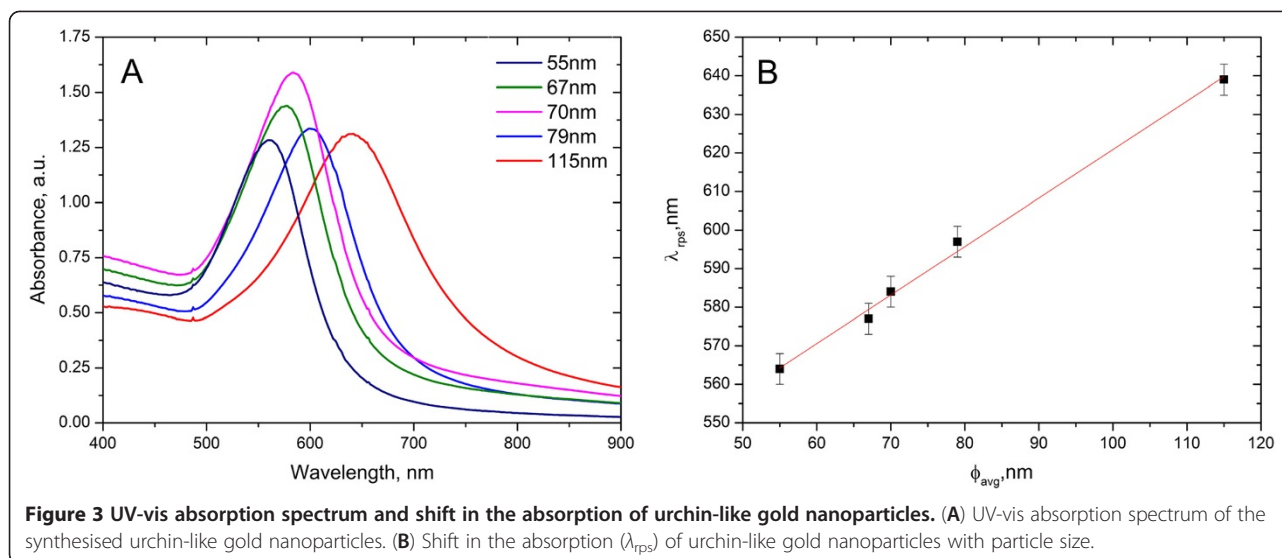 A
55nm
67nm
70nm
79nm
115nm
1.75
1.50
1.25
1.00
0.75
0.50
0.25
0.00
Absorbance, a.u.
400 500 600 700 800 900
Wavelength, nm
B
650
640
630
620
610
600
590
580
570
560
550
λrps,nm
50 60 70 80 90 100 110 120
ϕavg,nm
Figure 3 UV-vis absorption spectrum and shift in the absorption of urchin-like gold nanoparticles. (A) UV-vis absorption spectrum of the
synthesised urchin-like gold nanoparticles. (B) Shift in the absorption (λrps) of urchin-like gold nanoparticles with particle size.